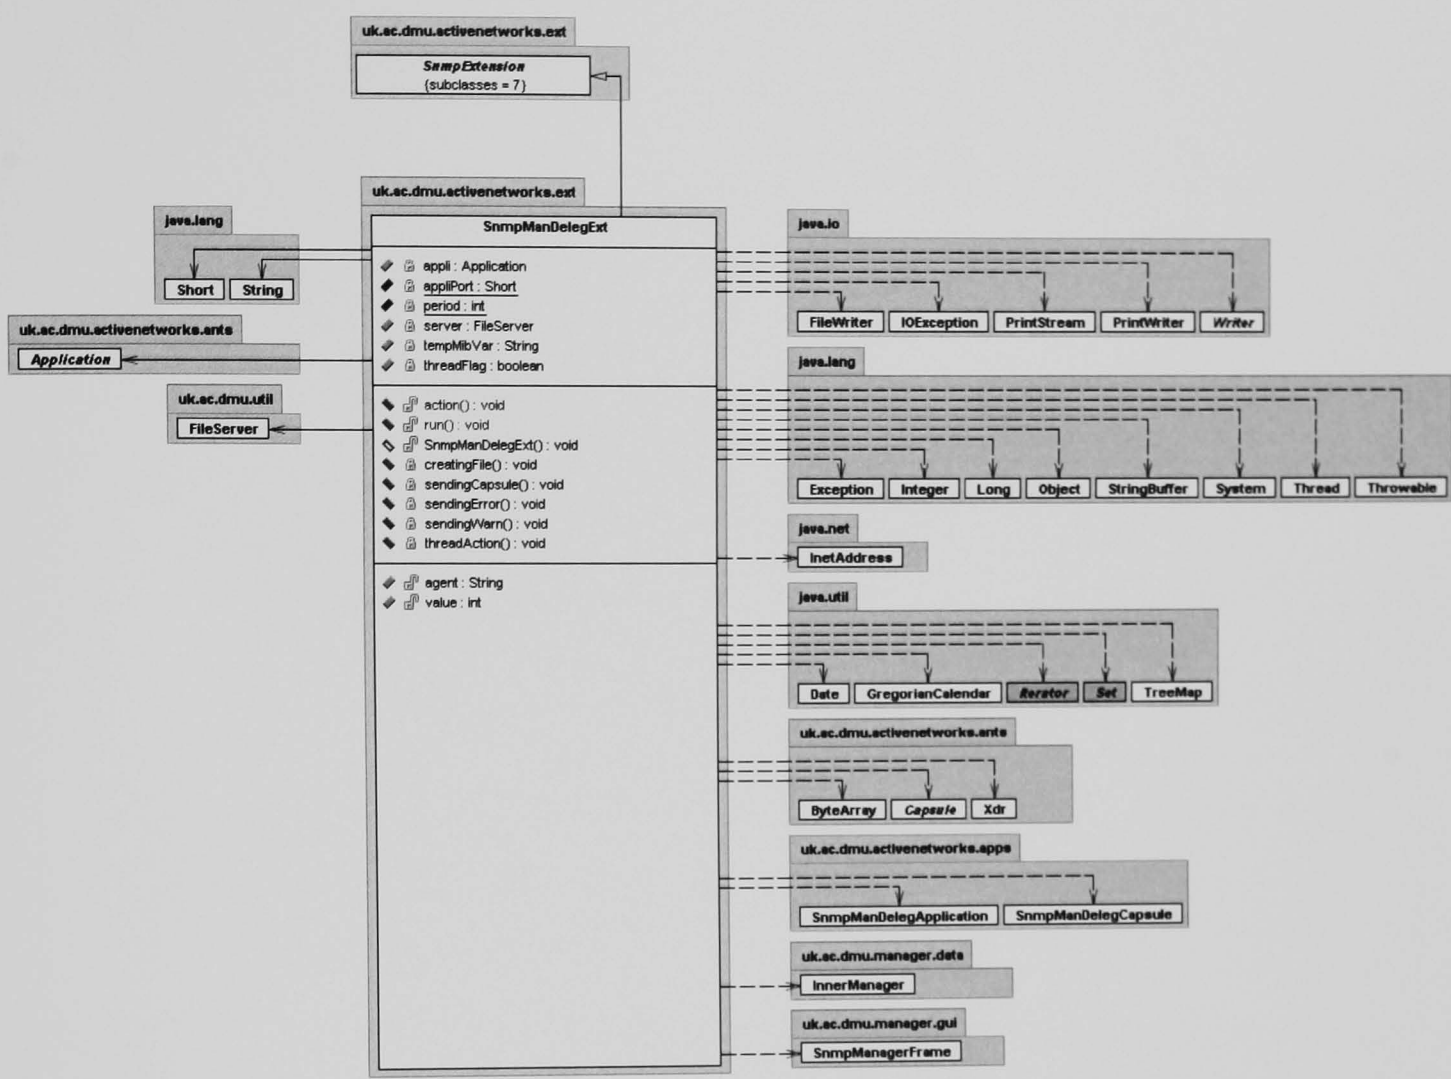 uk.ac.dmu.activenetworks.ext
SnmpExtension
{subclasses = 7}
uk.ac.dmu.activenetworks.ext
SnmpManDelegExt
appli : Application
appliPort : Short
period : int
server : FileServer
tempMibVar : String
threadFlag : boolean
action() : void
run() : void
SnmpManDelegExt() : void
creatingFile() : void
sendingCapsule() : void
sendingError() : void
sendingWarn() : void
threadAction() : void
agent : String
value : int
java.lang
Short String
uk.ac.dmu.activenetworks.ants
Application
uk.ac.dmu.util
FileServer
java.io
FileWriter IOException PrintStream PrintWriter Writer
java.lang
Exception Integer Long Object StringBuffer System Thread Throwable
java.net
InetAddress
java.util
Date GregorianCalendar Iterator Set TreeMap
uk.ac.dmu.activenetworks.ants
ByteArray Capsule Xdr
uk.ac.dmu.activenetworks.apps
SnmpManDelegApplication SnmpManDelegCapsule
uk.ac.dmu.manager.data
InnerManager
uk.ac.dmu.manager.gui
SnmpManagerFrame